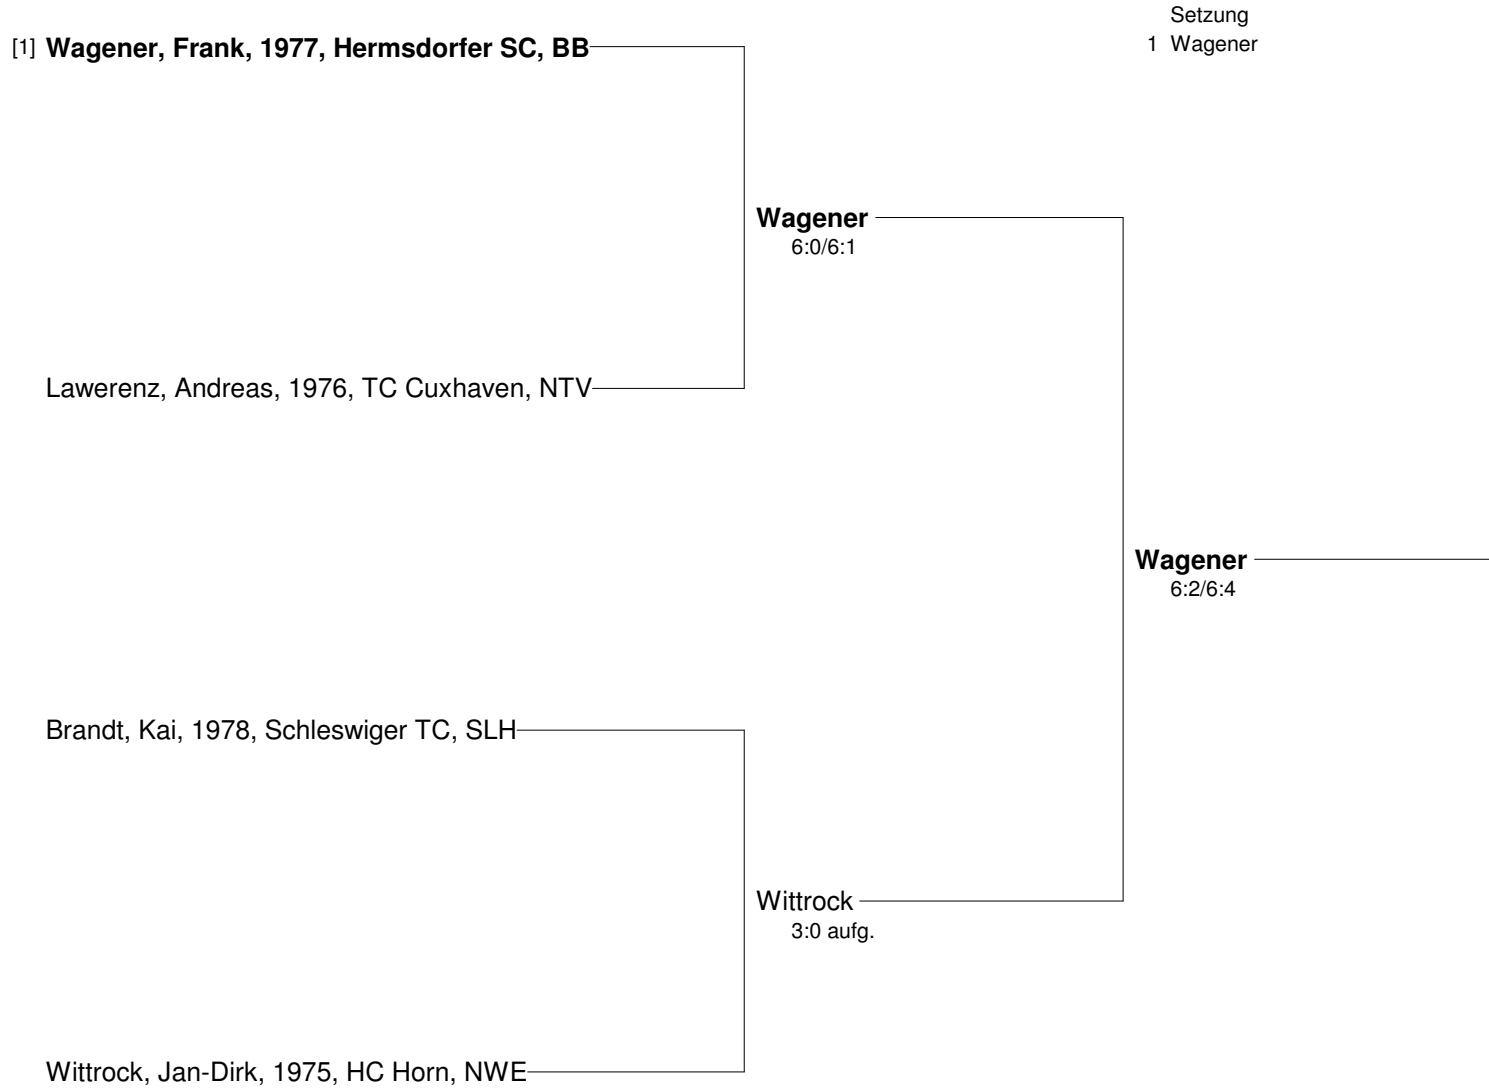 Setzung
1 Wagener
[1] Wagener, Frank, 1977, Hermsdorfer SC, BB
Wagener
6:0/6:1
Lawerenz, Andreas, 1976, TC Cuxhaven, NTV
Wagener
6:2/6:4
Brandt, Kai, 1978, Schleswiger TC, SLH
Wittrock
3:0 aufg.
Wittrock, Jan-Dirk, 1975, HC Horn, NWE